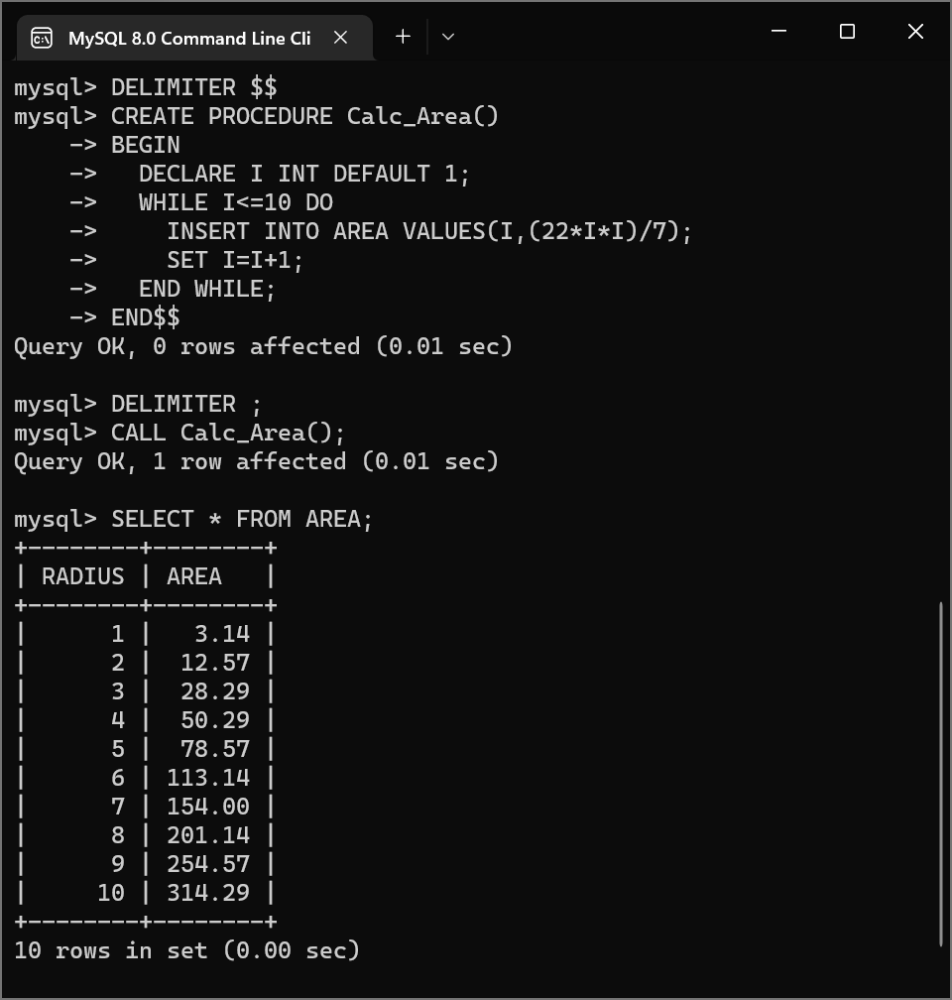 MySQL 8.0 Command Line Cli
mysql> DELIMITER $$
mysql> CREATE PROCEDURE Calc_Area()
    -> BEGIN
    ->   DECLARE I INT DEFAULT 1;
    ->   WHILE I<=10 DO
    ->     INSERT INTO AREA VALUES(I,(22*I*I)/7);
    ->     SET I=I+1;
    ->   END WHILE;
    -> END$$
Query OK, 0 rows affected (0.01 sec)

mysql> DELIMITER ;
mysql> CALL Calc_Area();
Query OK, 1 row affected (0.01 sec)

mysql> SELECT * FROM AREA;
+--------+--------+
| RADIUS | AREA   |
+--------+--------+
|      1 |   3.14 |
|      2 |  12.57 |
|      3 |  28.29 |
|      4 |  50.29 |
|      5 |  78.57 |
|      6 | 113.14 |
|      7 | 154.00 |
|      8 | 201.14 |
|      9 | 254.57 |
|     10 | 314.29 |
+--------+--------+
10 rows in set (0.00 sec)